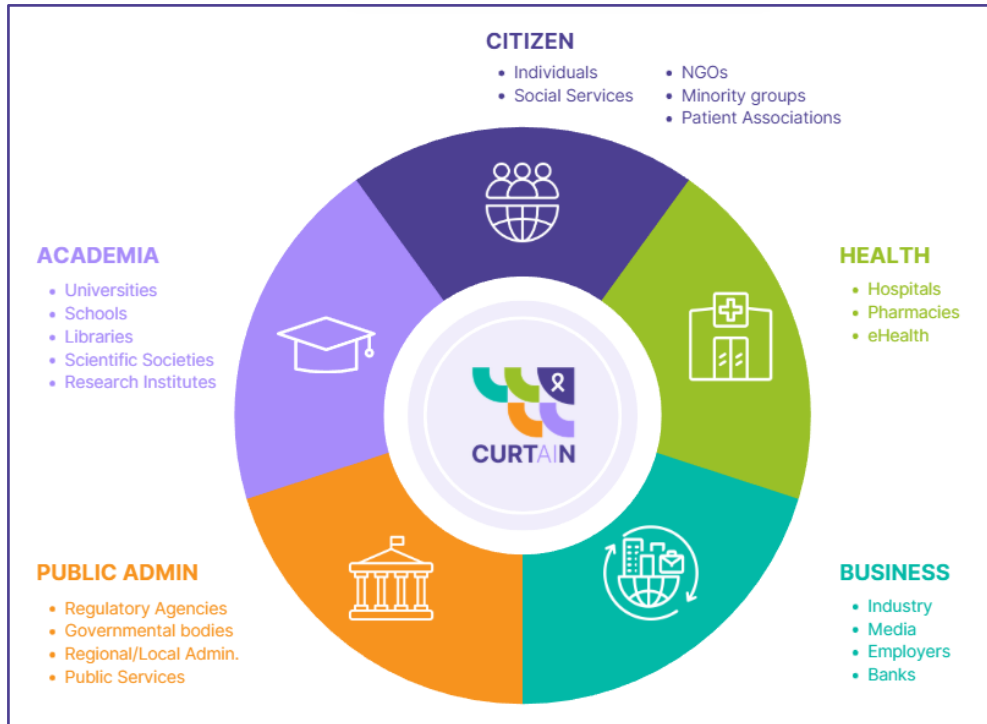 CITIZEN
• Individuals
• Social Services
• NGOs
• Minority groups
• Patient Associations
ACADEMIA
• Universities
• Schools
• Libraries
• Scientific Societies
• Research Institutes
HEALTH
• Hospitals
• Pharmacies
• eHealth
CURTAIN
PUBLIC ADMIN
• Regulatory Agencies
• Governmental bodies
• Regional/Local Admin.
• Public Services
BUSINESS
• Industry
• Media
• Employers
• Banks